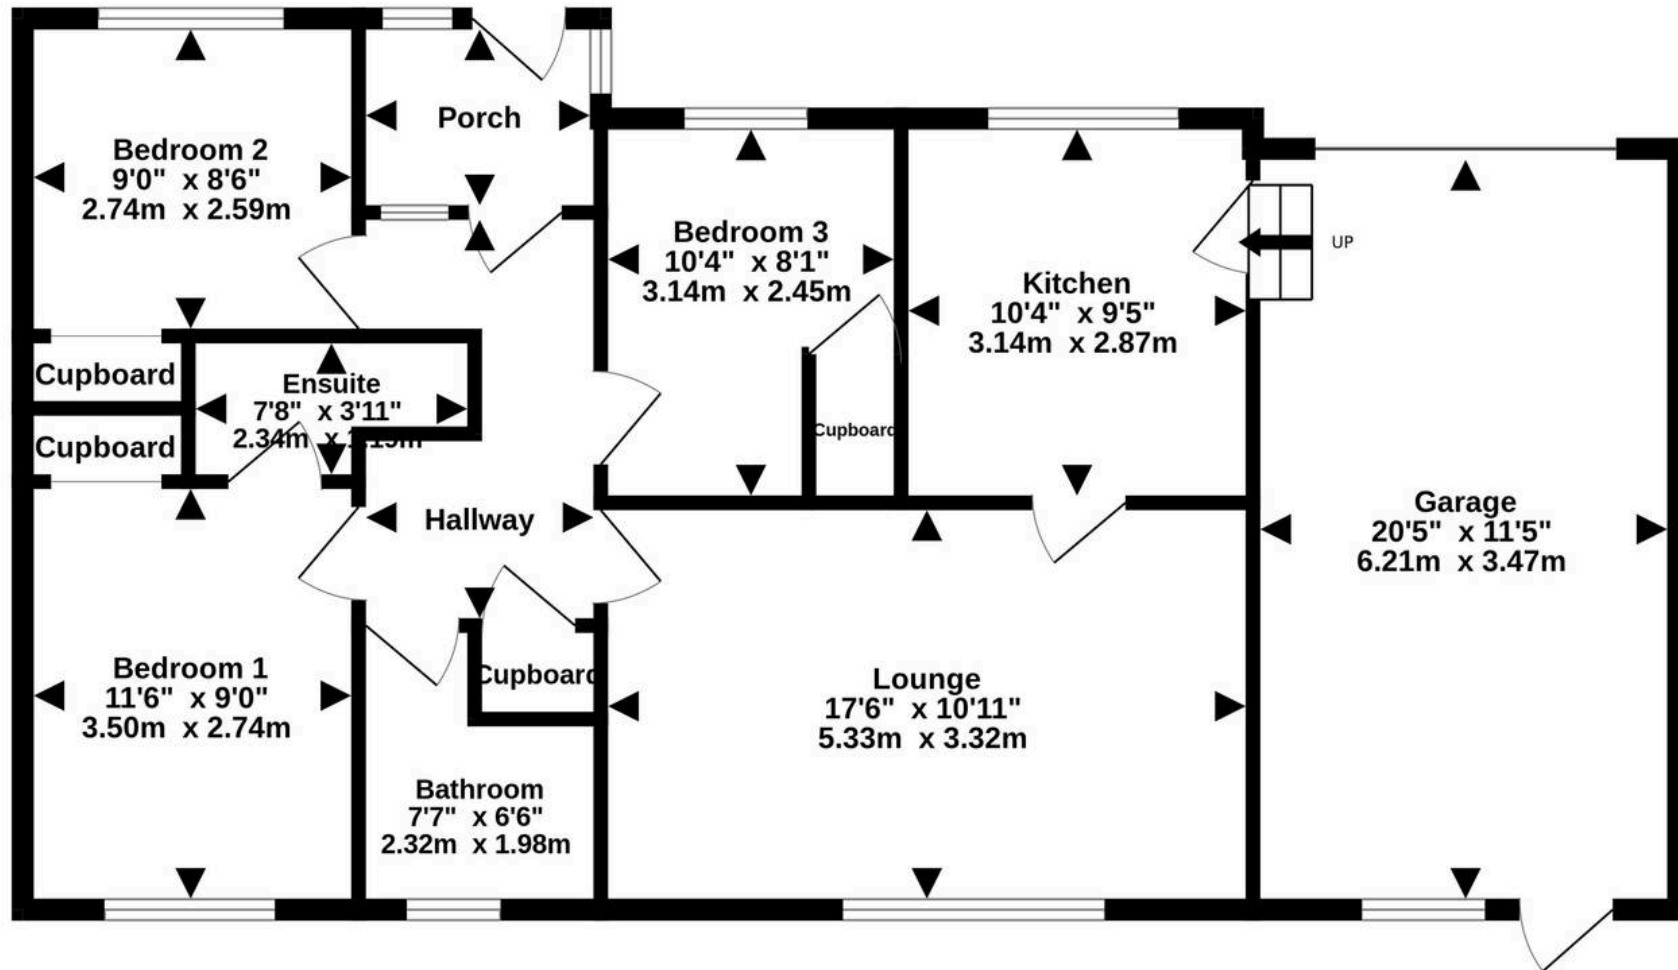 Porch
Bedroom 2
9'0" x 8'6"
2.74m x 2.59m
Bedroom 3
10'4" x 8'1"
3.14m x 2.45m
Kitchen
10'4" x 9'5"
3.14m x 2.87m
UP
Cupboard
Ensuite
7'8" x 3'11"
2.34m x 1.19m
Cupboard
Cupboard
Hallway
Garage
20'5" x 11'5"
6.21m x 3.47m
Bedroom 1
11'6" x 9'0"
3.50m x 2.74m
Cupboard
Lounge
17'6" x 10'11"
5.33m x 3.32m
Bathroom
7'7" x 6'6"
2.32m x 1.98m